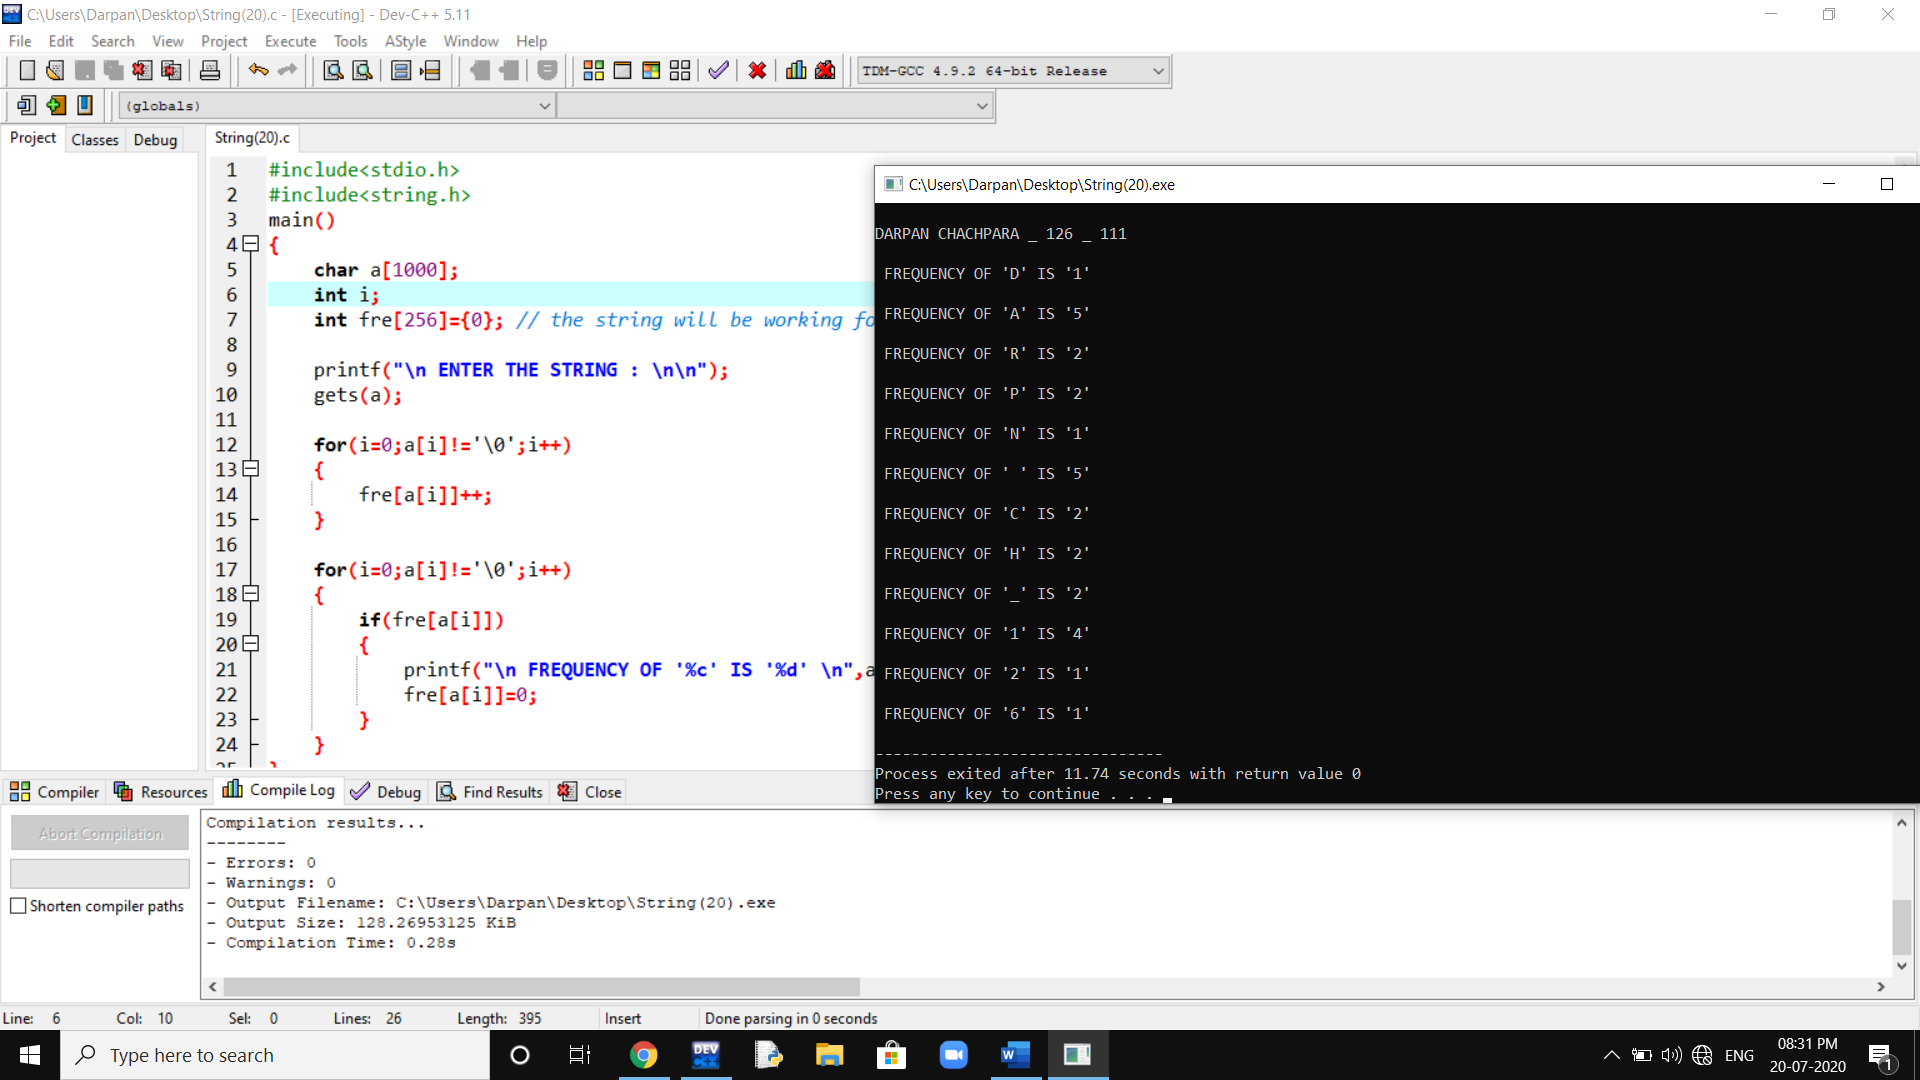 C:\Users\Darpan\Desktop\String(20).c - [Executing] - Dev-C++ 5.11
File Edit Search View Project Execute Tools AStyle Window Help
TDM-GCC 4.9.2 64-bit Release
(globals)
Project Classes Debug String(20).c
1 #include<stdio.h>
2 #include<string.h>
3 main()
4 {
5 char a[1000];
6 int i;
7 int fre[256]={0}; // the string will be working fo
8
9 printf("\n ENTER THE STRING : \n\n");
10 gets(a);
11
12 for(i=0;a[i]!='\0';i++)
13 {
14 fre[a[i]]++;
15 }
16
17 for(i=0;a[i]!='\0';i++)
18 {
19 if(fre[a[i]])
20 {
21 printf("\n FREQUENCY OF '%c' IS '%d' \n",a
22 fre[a[i]]=0;
23 }
24 }
25 }
C:\Users\Darpan\Desktop\String(20).exe
DARPAN CHACHPARA _ 126 _ 111
FREQUENCY OF 'D' IS '1'
FREQUENCY OF 'A' IS '5'
FREQUENCY OF 'R' IS '2'
FREQUENCY OF 'P' IS '2'
FREQUENCY OF 'N' IS '1'
FREQUENCY OF ' ' IS '5'
FREQUENCY OF 'C' IS '2'
FREQUENCY OF 'H' IS '2'
FREQUENCY OF '_' IS '2'
FREQUENCY OF '1' IS '4'
FREQUENCY OF '2' IS '1'
FREQUENCY OF '6' IS '1'
--------------------------------
Process exited after 11.74 seconds with return value 0
Press any key to continue . . .
Compiler Resources Compile Log Debug Find Results Close
Abort Compilation
Shorten compiler paths
Compilation results...
--------
- Errors: 0
- Warnings: 0
- Output Filename: C:\Users\Darpan\Desktop\String(20).exe
- Output Size: 128.26953125 KiB
- Compilation Time: 0.28s
Line: 6 Col: 10 Sel: 0 Lines: 26 Length: 395 Insert Done parsing in 0 seconds
Type here to search
DEV
ENG
08:31 PM
20-07-2020
1